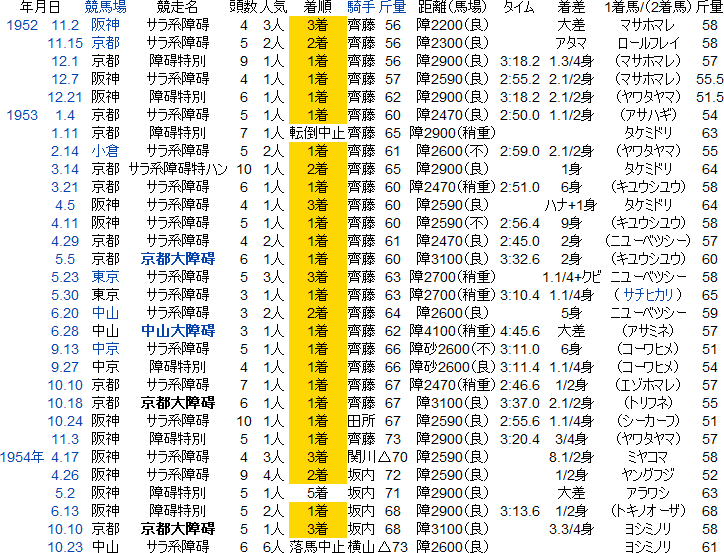 年月日 競馬場 競走名 頭数 人気 着順 騎手 斤量 距離(馬場) タイム 着差 1着馬/(2着馬) 斤量
1952 11.2 阪神 サラ系障碍 4 3人 3着 齊藤 56 障2200(良) 大差 マサホマレ 58
11.15 京都 サラ系障碍 5 2人 2着 齊藤 56 障2300(良) アタマ ロールフレイ 58
12.1 京都 障碍特別 9 1人 1着 齊藤 56 障2900(良) 3:18.2 1.3/4身 (マサホマレ) 57
12.7 阪神 サラ系障碍 4 1人 1着 齊藤 57 障2590(良) 2:55.2 2.1/2身 (マサホマレ) 55.5
12.21 阪神 障碍特別 6 1人 1着 齊藤 62 障2900(良) 3:18.2 2.1/2身 (ヤワタヤマ) 51.5
1953 1.4 京都 サラ系障碍 5 1人 1着 齊藤 60 障2470(良) 2:50.0 1.1/2身 (アサハギ) 54
1.11 京都 障碍特別 7 1人 転倒中止 齊藤 65 障2900(稍重) タケミドリ 63
2.14 小倉 サラ系障碍 5 2人 1着 齊藤 60 障2600(不) 2:59.0 2.1/2身 (ヤワタヤマ) 55
3.14 京都 サラ系障碍特ハン 10 1人 2着 齊藤 65 障2900(良) 1身 タケミドリ 64
3.21 京都 サラ系障碍 6 1人 1着 齊藤 60 障2470(稍重) 2:51.0 6身 (キユウシユウ) 58
4.5 阪神 サラ系障碍 4 1人 3着 齊藤 60 障2590(良) ハナ+1身 タケミドリ 64
4.11 阪神 サラ系障碍 5 1人 1着 齊藤 60 障2590(不) 2:56.4 9身 (キユウシユウ) 58
4.29 京都 サラ系障碍 4 2人 1着 齊藤 61 障2470(良) 2:45.0 2身 (ニユーベツシー) 57
5.5 京都 京都大障碍 6 1人 1着 齊藤 60 障3100(良) 3:32.6 2身 (キユウシユウ) 60
5.23 東京 サラ系障碍 5 3人 3着 齊藤 63 障2700(稍重) 1.1/4+クビ ニユーベツシー 58
5.30 東京 サラ系障碍 3 1人 1着 齊藤 63 障2700(稍重) 3:10.4 1.1/4身 (サチヒカリ) 65
6.20 中山 サラ系障碍 3 2人 2着 齊藤 64 障2600(良) 5身 ニユーベツシー 59
6.28 中山 中山大障碍 3 1人 1着 齊藤 62 障4100(稍重) 4:45.6 大差 (アサミネ) 57
9.13 中京 サラ系障碍 5 1人 1着 齊藤 66 障砂2600(不) 3:11.0 6身 (コーワヒメ) 51
9.27 中京 障碍特別 4 1人 1着 齊藤 66 障砂2600(良) 3:11.4 1.1/4身 (コーワヒメ) 54
10.10 京都 サラ系障碍 7 1人 1着 齊藤 67 障2470(稍重) 2:46.6 1/2身 (エゾホマレ) 57
10.18 京都 京都大障碍 6 1人 1着 齊藤 67 障3100(良) 3:37.0 2.1/2身 (トリフネ) 55
10.24 阪神 サラ系障碍 10 1人 1着 田所 67 障2590(良) 2:55.6 1.1/4身 (シーカーフ) 51
11.3 阪神 障碍特別 5 1人 1着 齊藤 73 障2900(良) 3:20.4 3/4身 (ヤワタヤマ) 57
1954年 4.17 阪神 サラ系障碍 4 3人 3着 関川 △70 障2590(良) 8.1/2身 ミヤコマ 58
4.26 阪神 サラ系障碍 9 4人 2着 坂内 72 障2590(良) 1/2身 ヤングフジ 52
5.2 阪神 障碍特別 5 1人 5着 坂内 71 障2900(良) 大差 アラワシ 63
6.13 阪神 障碍特別 5 2人 1着 坂内 68 障2900(良) 3:13.6 1/2身 (トキノオーザ) 68
10.10 京都 京都大障碍 5 1人 3着 坂内 68 障3100(良) 3.3/4身 ヨシミノリ 58
10.23 中山 サラ系障碍 6 6人 落馬中止 横山 △73 障2600(良) ヨシミノリ 61